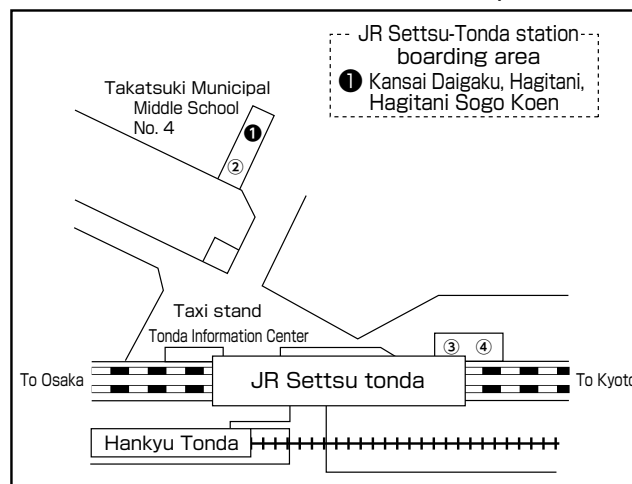 JR Settsu-Tonda station
boarding area
❶ Kansai Daigaku, Hagitani,
Hagitani Sogo Koen
Takatsuki Municipal
Middle School
No. 4
❶
②
Taxi stand
Tonda Information Center
③ ④
To Osaka
JR Settsu tonda
To Kyoto
Hankyu Tonda